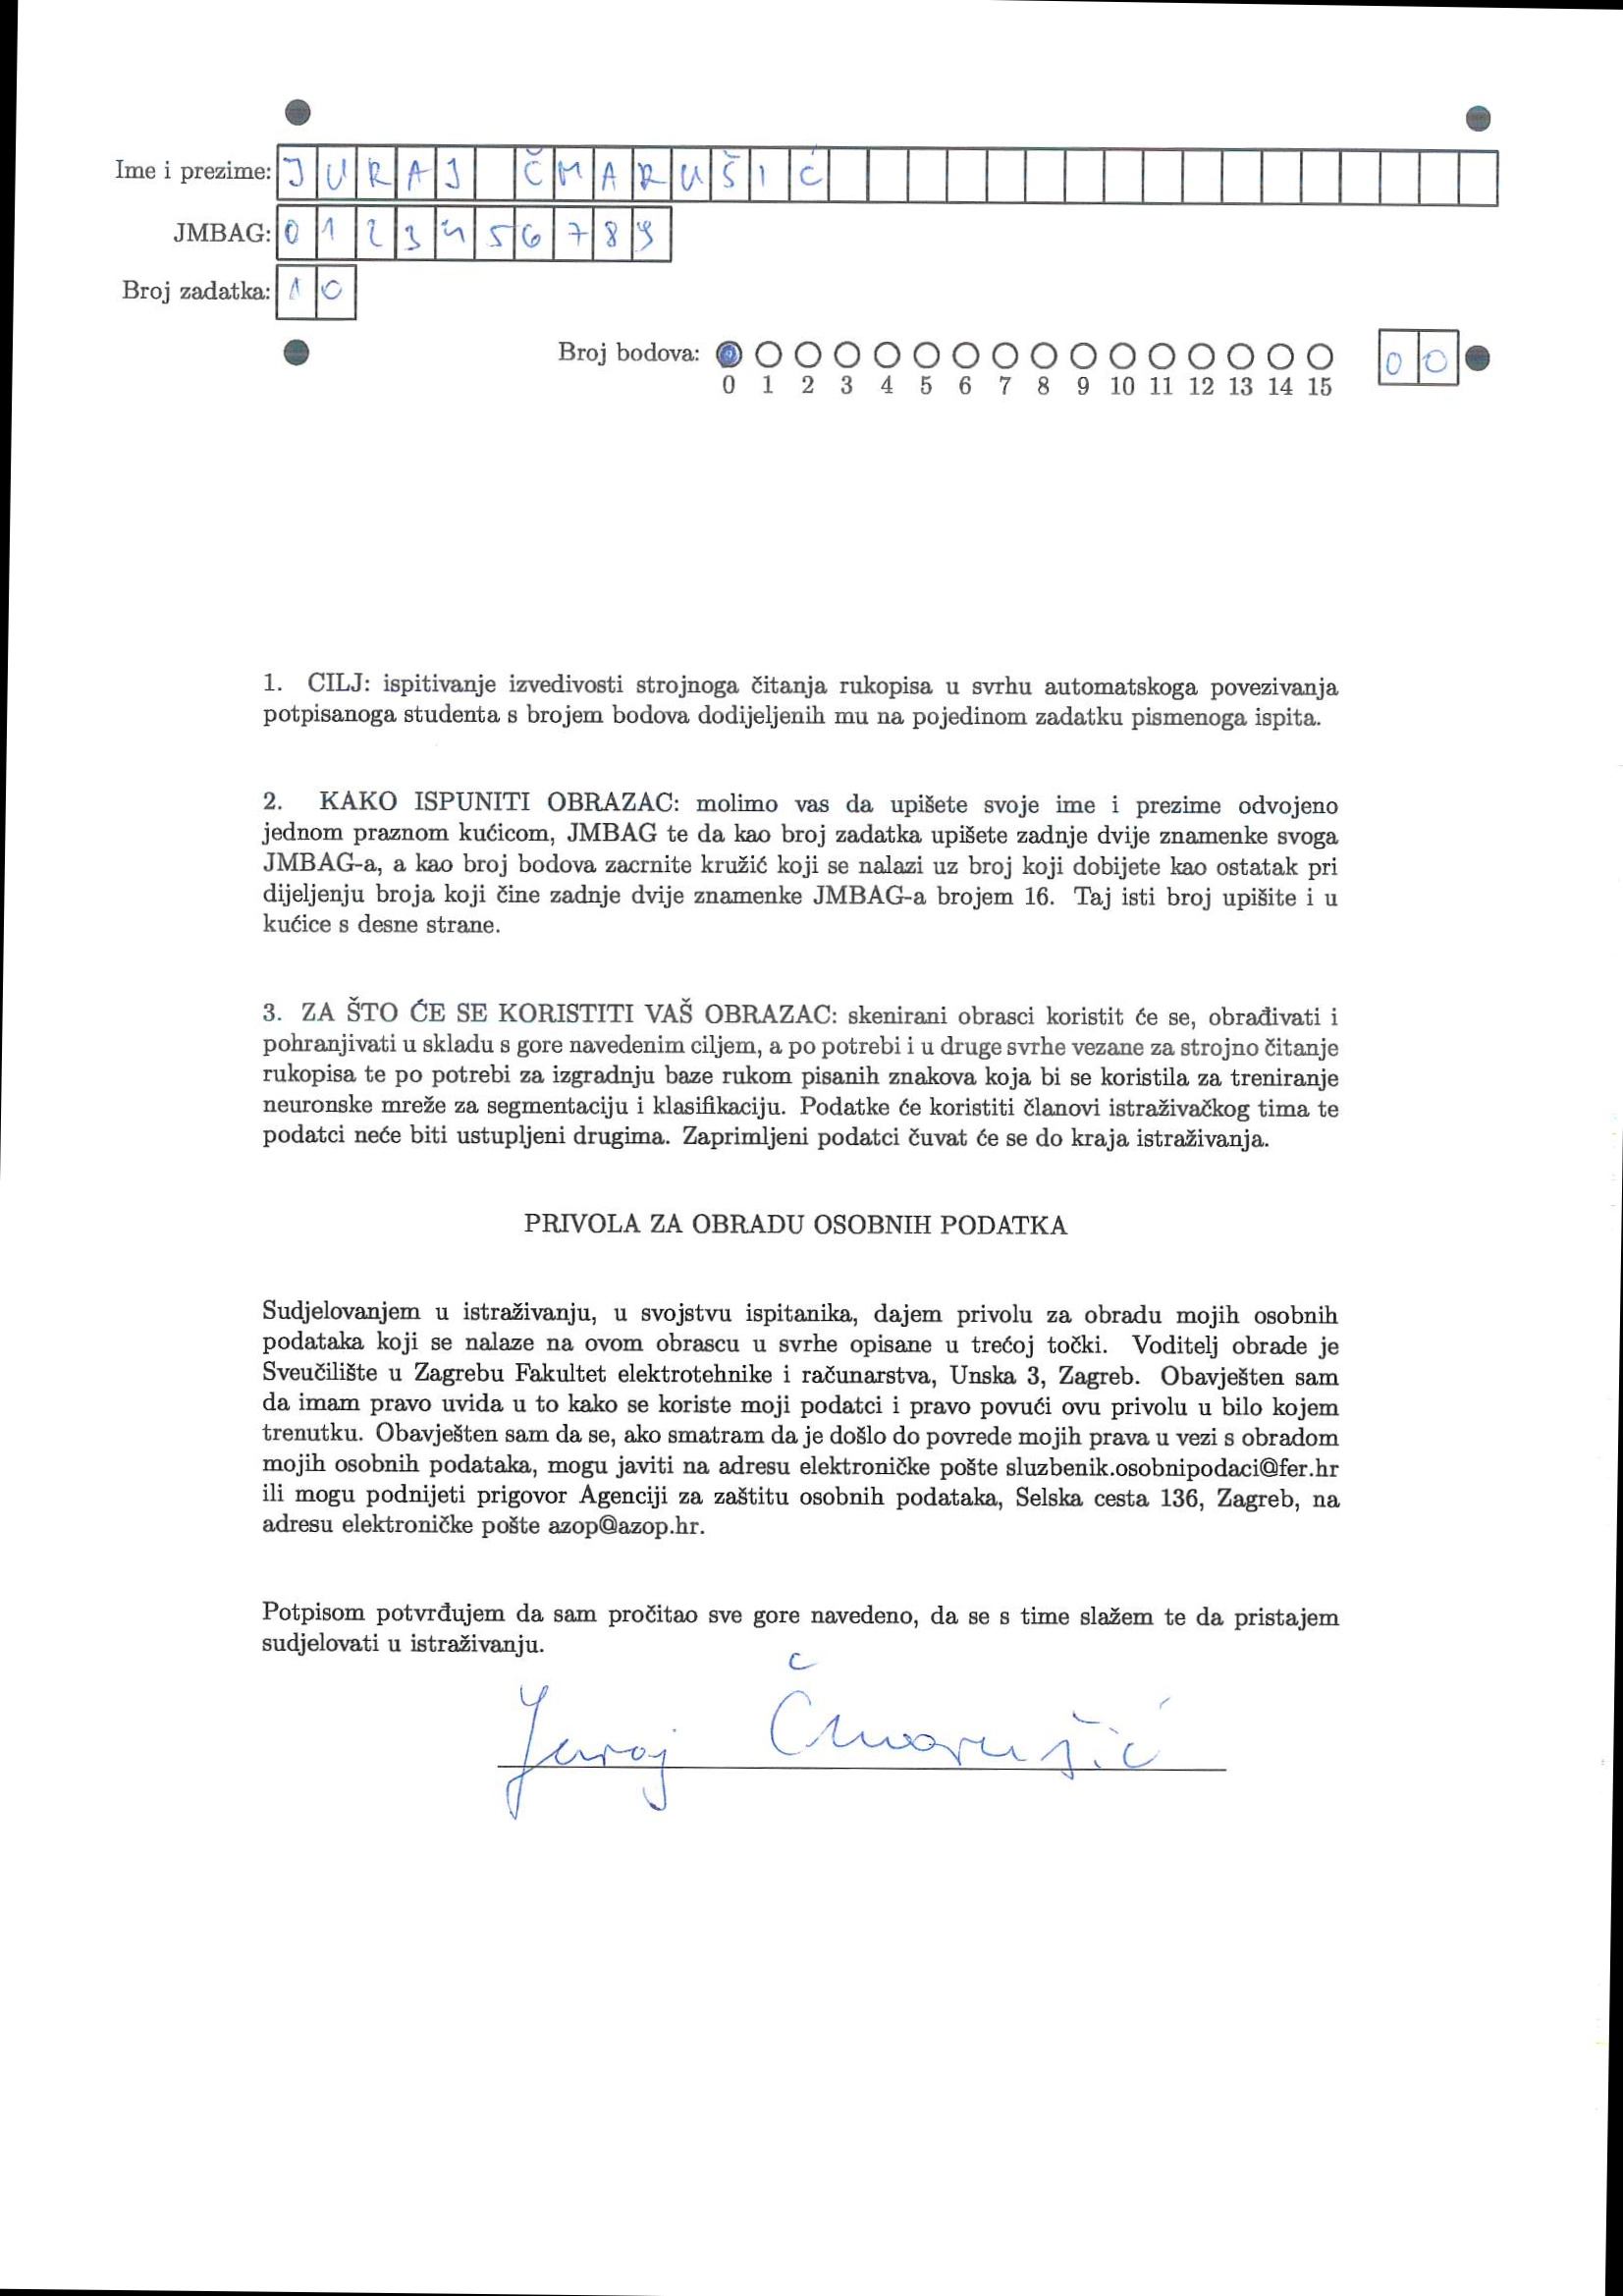 Ime i prezime: JURAJ ČMARUŠIĆ
JMBAG: 0123456789
Broj zadatka: 10
Broj bodova: 00
0 1 2 3 4 5 6 7 8 9 10 11 12 13 14 15
1. CILJ: ispitivanje izvedivosti strojnoga čitanja rukopisa u svrhu automatskoga povezivanja
potpisanoga studenta s brojem bodova dodijeljenih mu na pojedinom zadatku pismenoga ispita.
2. KAKO ISPUNITI OBRAZAC: molimo vas da upišete svoje ime i prezime odvojeno
jednom praznom kućicom, JMBAG te da kao broj zadatka upišete zadnje dvije znamenke svoga
JMBAG-a, a kao broj bodova zacrnite kružić koji se nalazi uz broj koji dobijete kao ostatak pri
dijeljenju broja koji čine zadnje dvije znamenke JMBAG-a brojem 16. Taj isti broj upišite i u
kućice s desne strane.
3. ZA ŠTO ĆE SE KORISTITI VAŠ OBRAZAC: skenirani obrasci koristit će se, obrađivati i
pohranjivati u skladu s gore navedenim ciljem, a po potrebi i u druge svrhe vezane za strojno čitanje
rukopisa te po potrebi za izgradnju baze rukom pisanih znakova koja bi se koristila za treniranje
neuronske mreže za segmentaciju i klasifikaciju. Podatke će koristiti članovi istraživačkog tima te
podatci neće biti ustupljeni drugima. Zaprimljeni podatci čuvat će se do kraja istraživanja.
PRIVOLA ZA OBRADU OSOBNIH PODATKA
Sudjelovanjem u istraživanju, u svojstvu ispitanika, dajem privolu za obradu mojih osobnih
podataka koji se nalaze na ovom obrascu u svrhe opisane u trećoj točki. Voditelj obrade je
Sveučilište u Zagrebu Fakultet elektrotehnike i računarstva, Unska 3, Zagreb. Obavješten sam
da imam pravo uvida u to kako se koriste moji podatci i pravo povući ovu privolu u bilo kojem
trenutku. Obavješten sam da se, ako smatram da je došlo do povrede mojih prava u vezi s obradom
mojih osobnih podataka, mogu javiti na adresu elektroničke pošte sluzbenik.osobnipodaci@fer.hr
ili mogu podnijeti prigovor Agenciji za zaštitu osobnih podataka, Selska cesta 136, Zagreb, na
adresu elektroničke pošte azop@azop.hr.
Potpisom potvrđujem da sam pročitao sve gore navedeno, da se s time slažem te da pristajem
sudjelovati u istraživanju.
Juraj Čmarušić